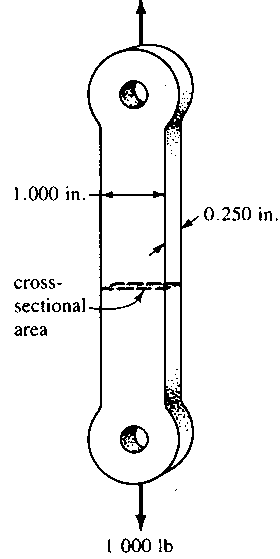 1.000 in.
0.250 in.
cross-
sectional
area
1 000 lb